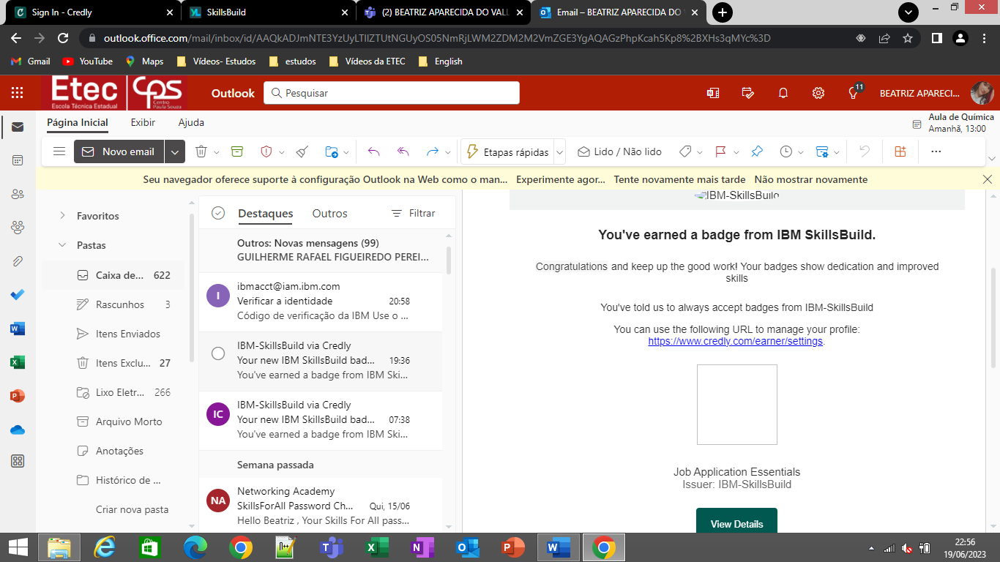 Sign In - Credly
SkillsBuild
(2) BEATRIZ APARECIDA DO VALL
Email – BEATRIZ APARECIDA DO V
outlook.office.com/mail/inbox/id/AAQkADJmNTE3YzUyLTllZTUtNGUyOS05NmRjLWM2ZDM2M2VmZGE3YgAQAGzPhpKcah5Kp8%2BXHs3qMYc%3D
Gmail
YouTube
Maps
Vídeos- Estudos
estudos
Vídeos da ETEC
English
Etec
Escola Técnica Estadual
CPS
Centro
Paula Souza
Outlook
Pesquisar
11
BEATRIZ APARECI...
Página Inicial
Exibir
Ajuda
Aula de Química
Amanhã, 13:00
Novo email
Etapas rápidas
Lido / Não lido
Seu navegador oferece suporte à configuração Outlook na Web como o man...
Experimente agor...
Tente novamente mais tarde
Não mostrar novamente
Favoritos
Pastas
Caixa de... 622
Rascunhos 3
Itens Enviados
Itens Exclu... 27
Lixo Eletr... 266
Arquivo Morto
Anotações
Histórico de ...
Criar nova pasta
Destaques
Outros
Filtrar
Outros: Novas mensagens (99)
GUILHERME RAFAEL FIGUEIREDO PEREI...
I
ibmacct@iam.ibm.com
Verificar a identidade 20:58
Código de verificação da IBM Use o ...
IBM-SkillsBuild via Credly
Your new IBM SkillsBuild bad... 19:36
You've earned a badge from IBM Ski...
IC
IBM-SkillsBuild via Credly
Your new IBM SkillsBuild bad... 07:38
You've earned a badge from IBM Ski...
Semana passada
NA
Networking Academy
SkillsForAll Password Ch... Qui, 15/06
Hello Beatriz , Your Skills For All pass...
IBM-SkillsBuild
You've earned a badge from IBM SkillsBuild.
Congratulations and keep up the good work! Your badges show dedication and improved
skills
You've told us to always accept badges from IBM-SkillsBuild
You can use the following URL to manage your profile:
https://www.credly.com/earner/settings.
Job Application Essentials
Issuer: IBM-SkillsBuild
View Details
22:56
19/06/2023